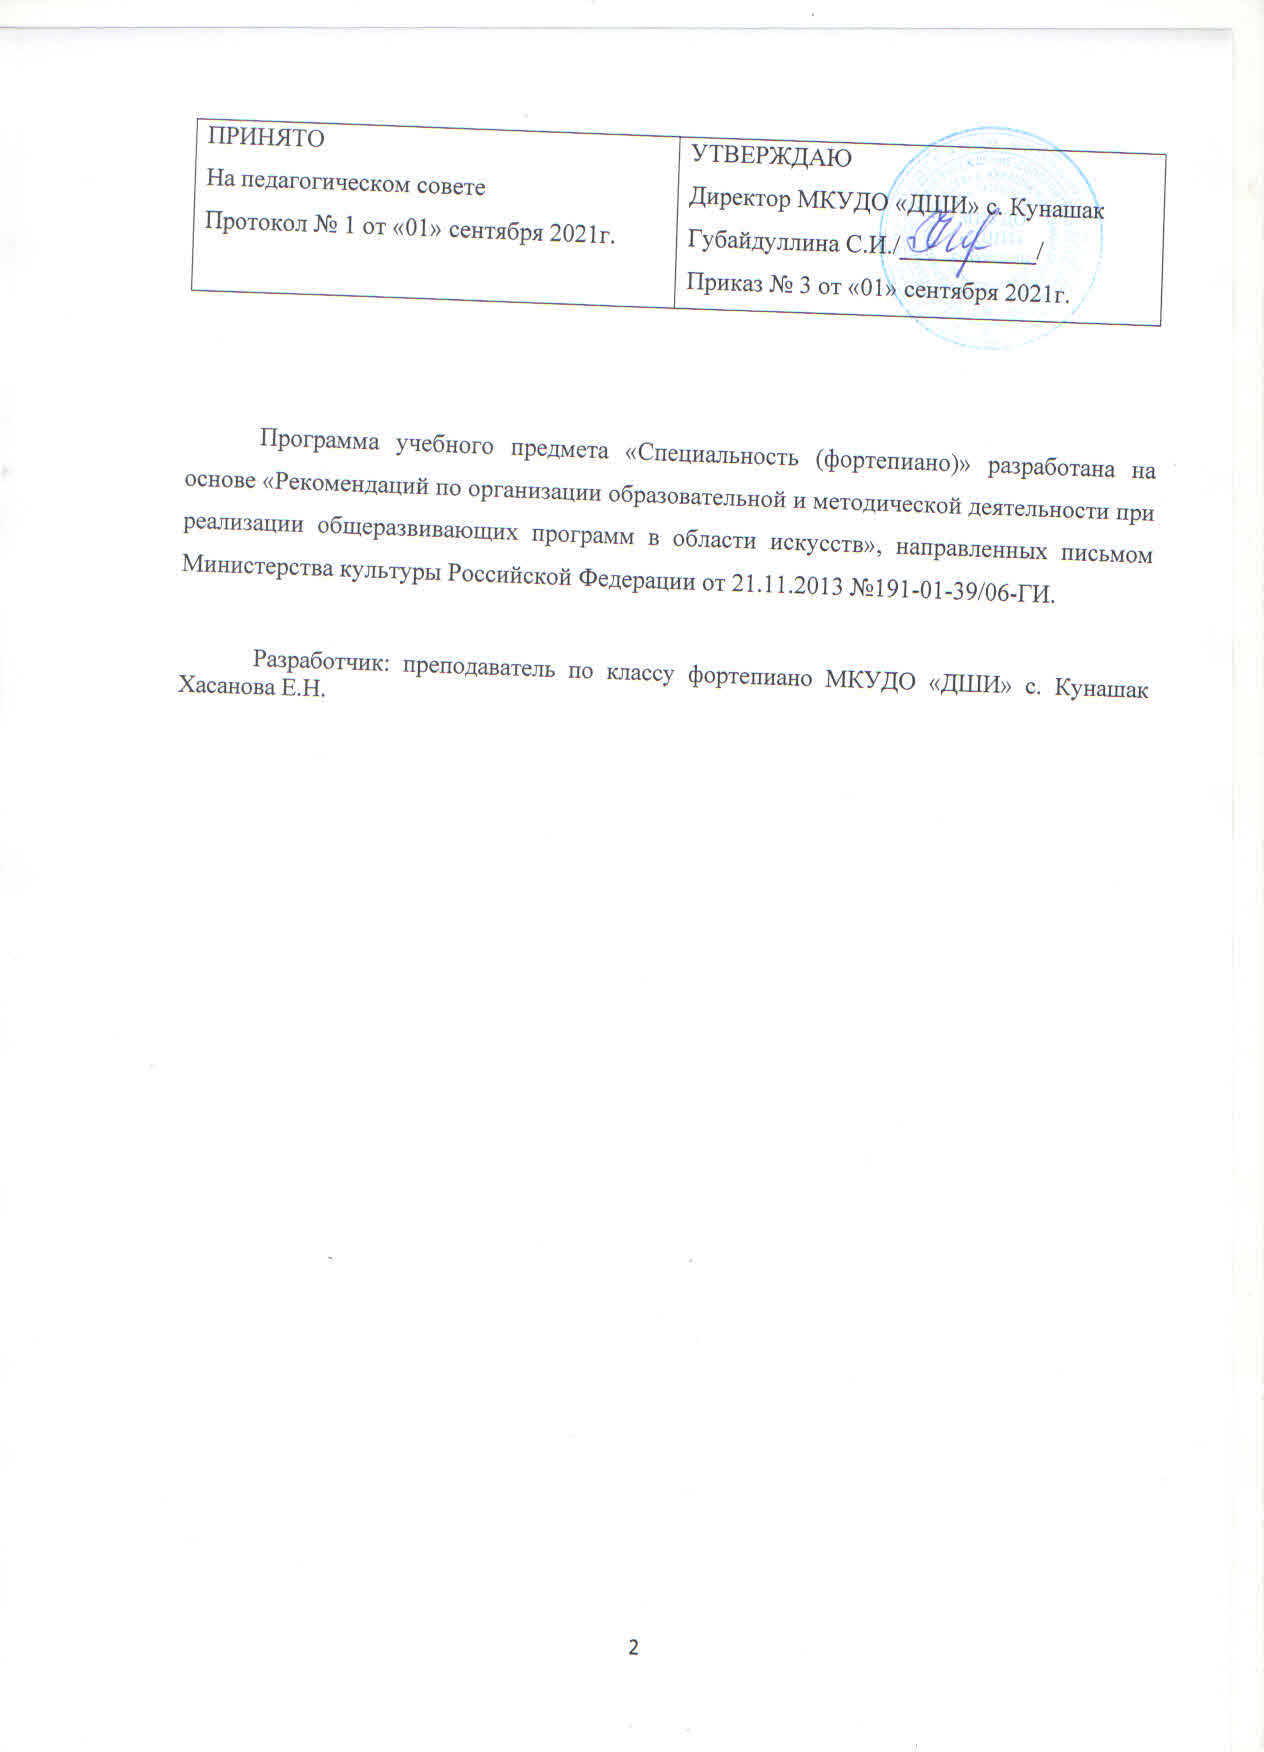 ПРИНЯТО
На педагогическом совете
Протокол № 1 от «01» сентября 2021г.
УТВЕРЖДАЮ
Директор МКУДО «ДШИ» с. Кунашак
Губайдуллина С.И./___________/
Приказ № 3 от «01» сентября 2021г.
Программа учебного предмета «Специальность (фортепиано)» разработана на
основе «Рекомендаций по организации образовательной и методической деятельности при
реализации общеразвивающих программ в области искусств», направленных письмом
Министерства культуры Российской Федерации от 21.11.2013 №191-01-39/06-ГИ.
Разработчик: преподаватель по классу фортепиано МКУДО «ДШИ» с. Кунашак
Хасанова Е.Н.
2